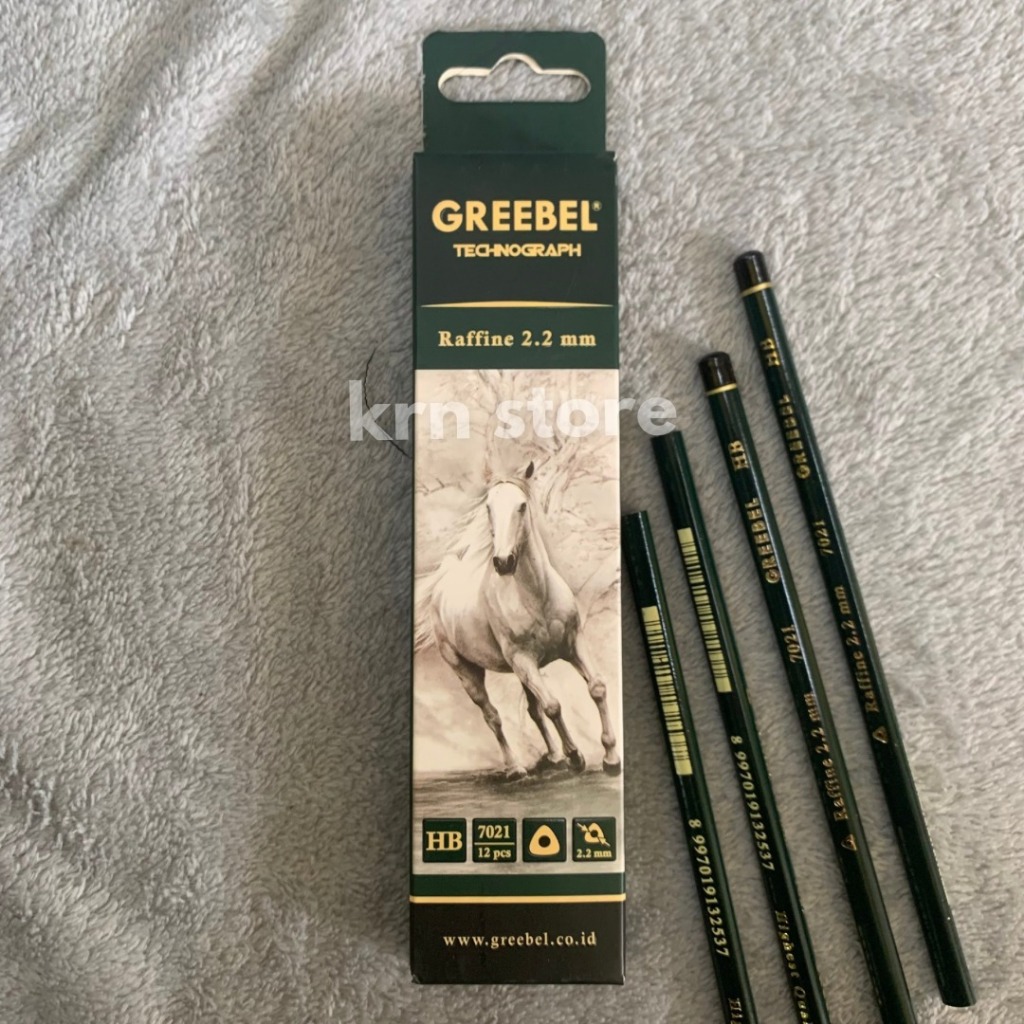 GREEBEL®
TECHNOGRAPH
Raffine 2.2 mm
krn store
HB
7021
12 pcs
2.2 mm
www.greebel.co.id
8 997019132537
8 997019132537
Highest
GREEBEL HB
Raffine 2.2 mm 7021
GREEBEL HB
Raffine 2.2 mm 7021